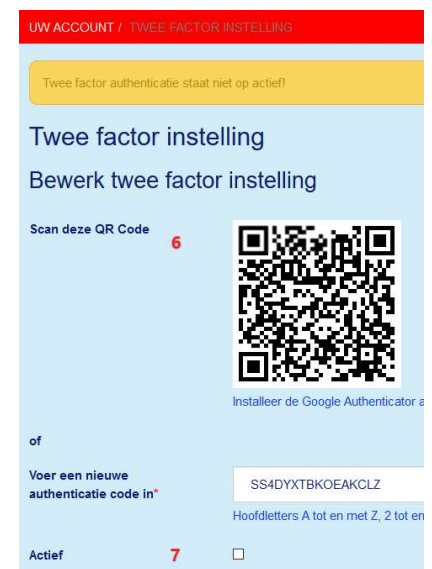 UW ACCOUNT / TWEE FACTOR INSTELLING
Twee factor authenticatie staat niet op actief!
Twee factor instelling
Bewerk twee factor instelling
Scan deze QR Code
6
Installeer de Google Authenticator a
of
Voer een nieuwe
authenticatie code in*
SS4DYXTBKOEAKCLZ
Hoofdletters A tot en met Z, 2 tot en
Actief
7